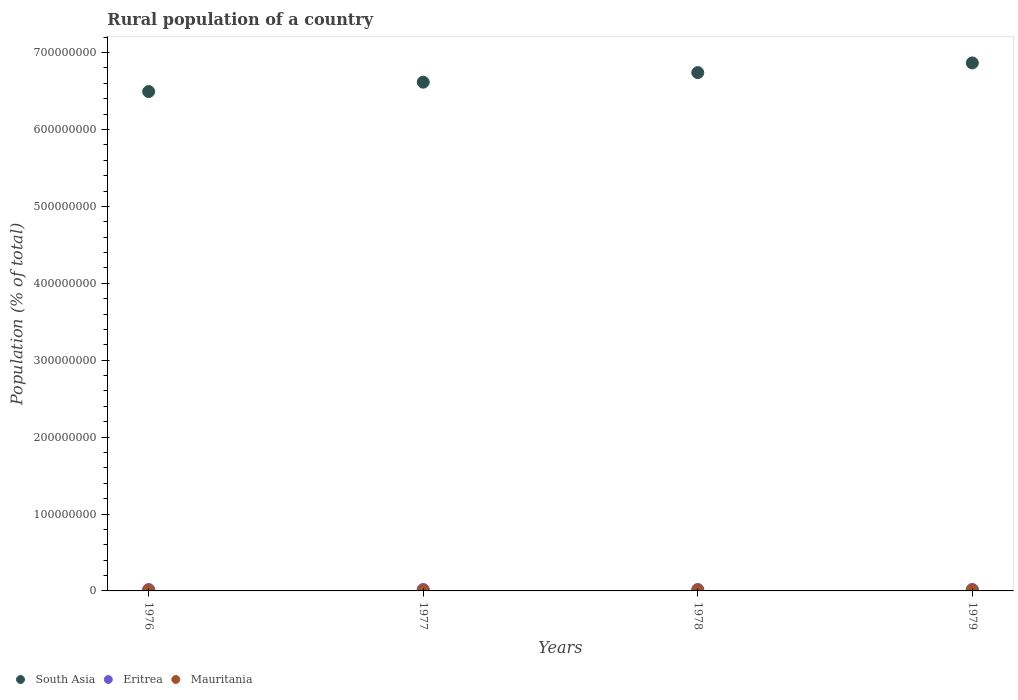 Rural population of a country
700000000
600000000
500000000
400000000
300000000
200000000
100000000
0
Population (% of total)
1976
1977
1978
1979
Years
South Asia
Eritrea
Mauritania